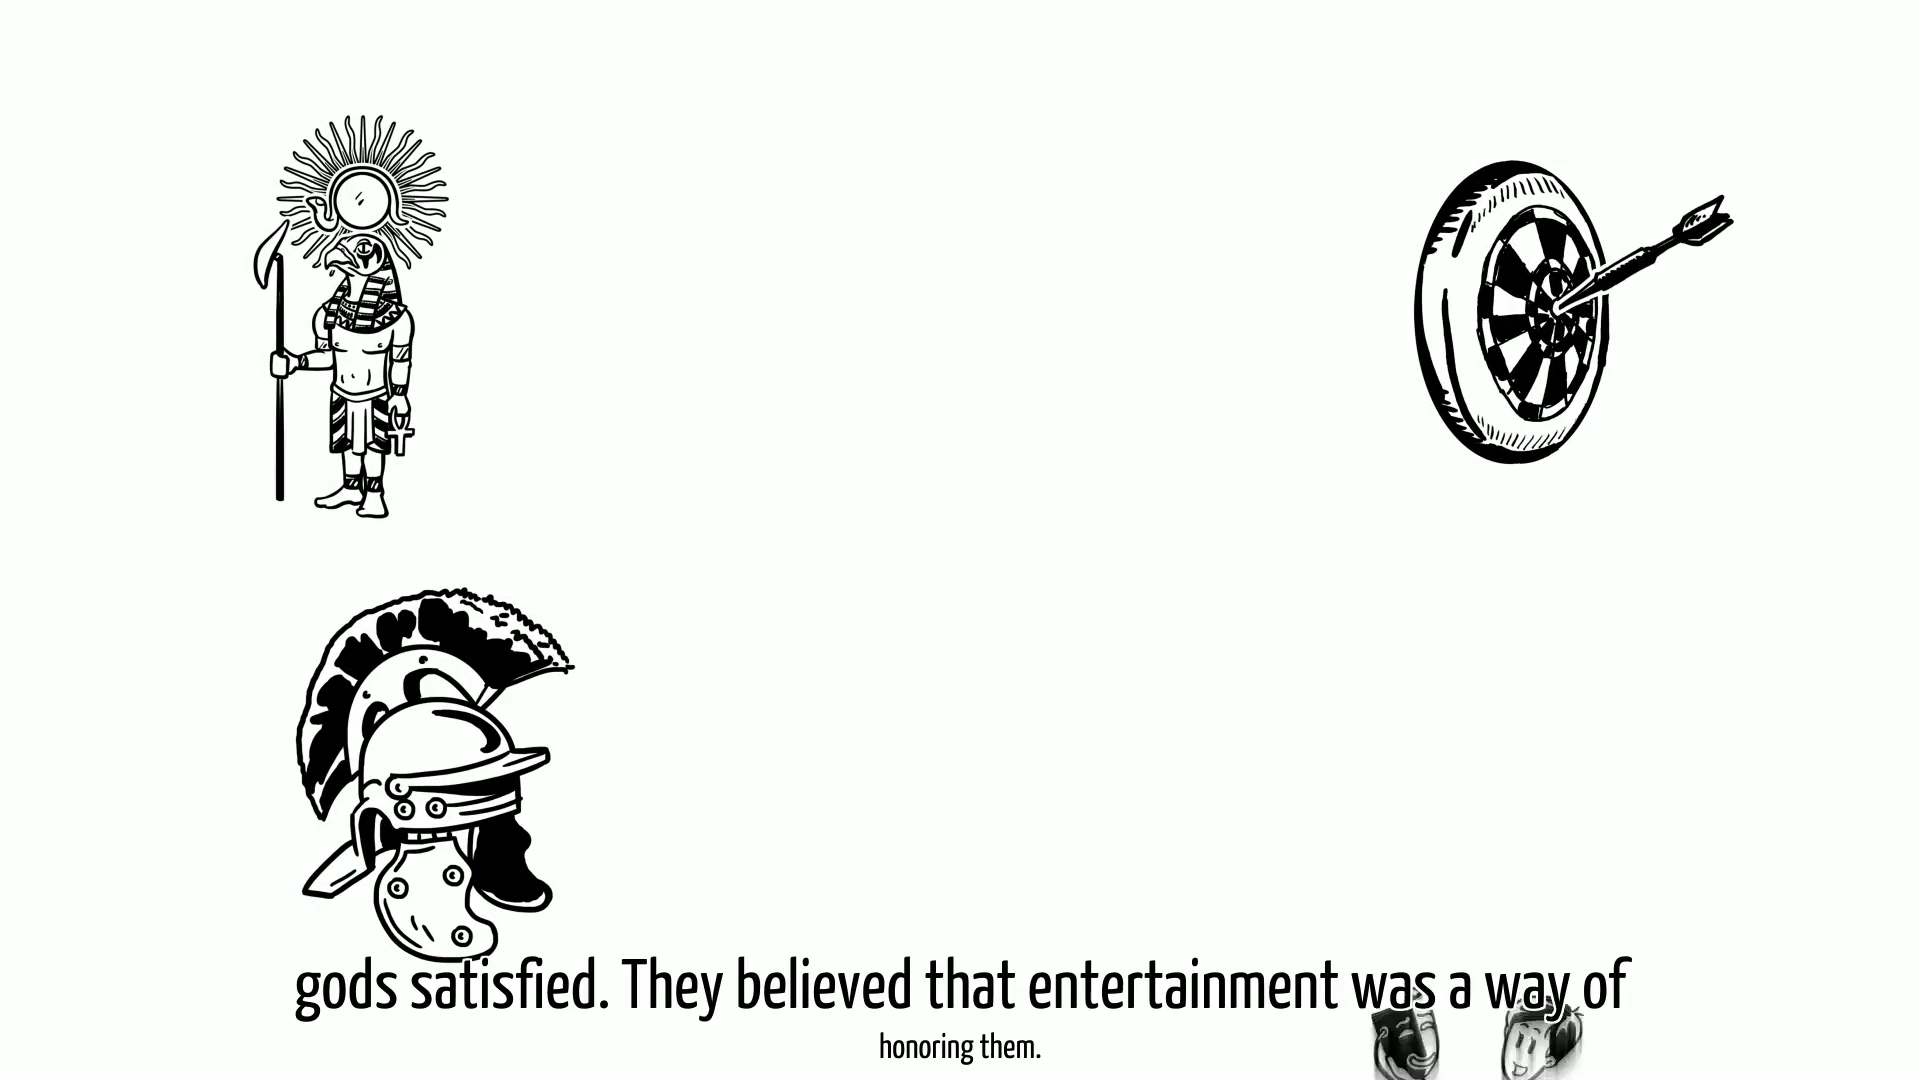 gods satisfied. They believed that entertainment was a way of
honoring them.